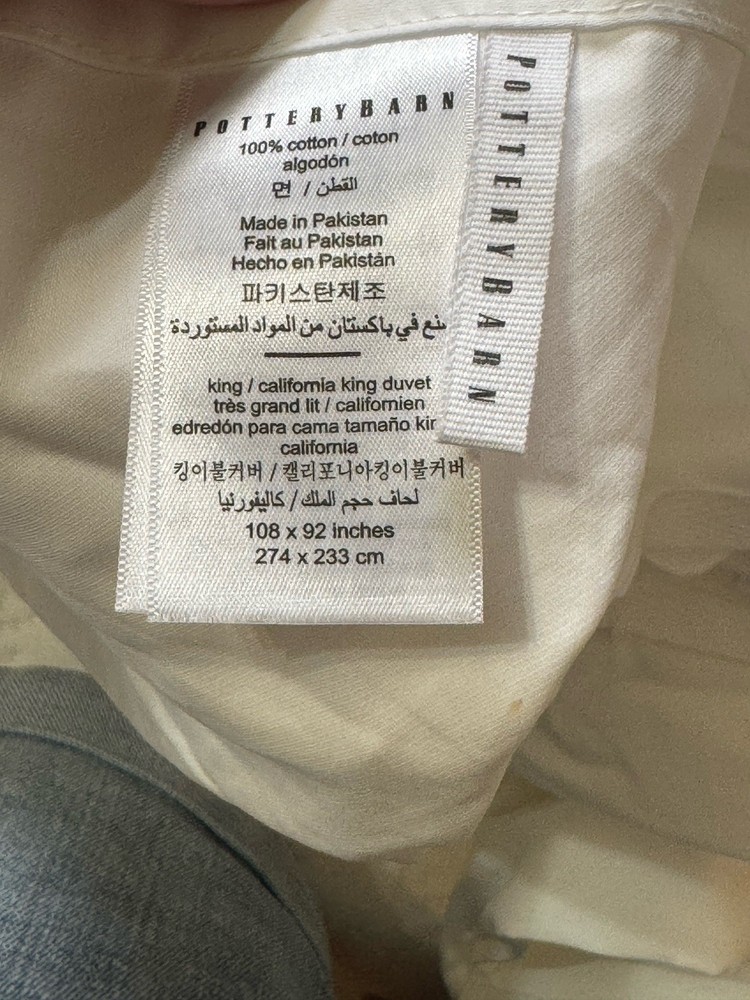 POTTERYBARN
100% cotton / coton
algodón
면 / القطن
Made in Pakistan
Fait au Pakistan
Hecho en Pakistán
파키스탄제조
في باكستان من المواد المستوردة
king / california king duvet
très grand lit / californien
edredón para cama tamaño
california
킹이불커버 / 캘리포니아킹이불커버
لحاف حجم الملك / كاليفورنيا
108 x 92 inches
274 x 233 cm
POTTERYBARN